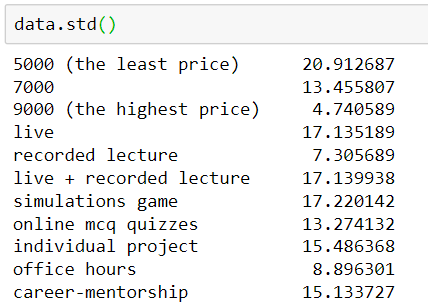 data.std()
5000 (the least price) 20.912687
7000 13.455807
9000 (the highest price) 4.740589
live 17.135189
recorded lecture 7.305689
live + recorded lecture 17.139938
simulations game 17.220142
online mcq quizzes 13.274132
individual project 15.486368
office hours 8.896301
career-mentorship 15.133727